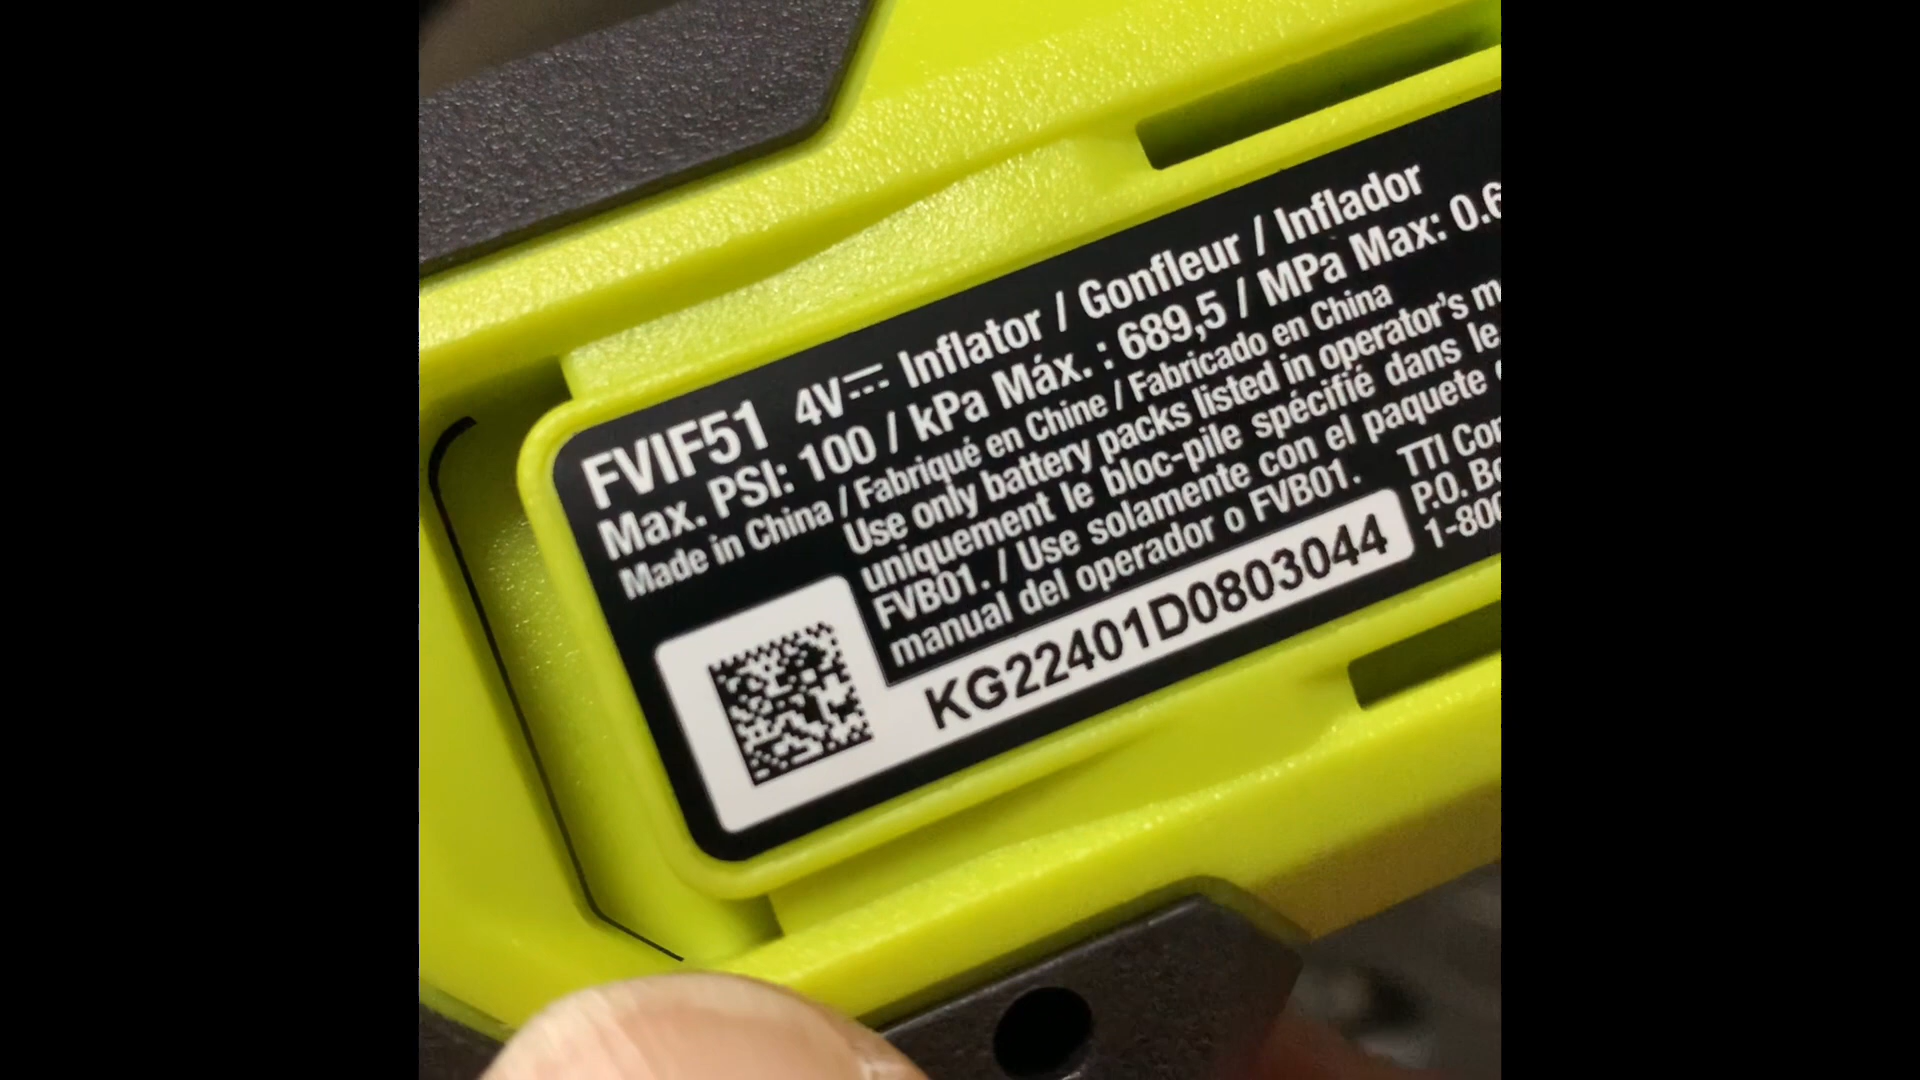 FVIF51 4V⎓ Inflator / Gonfleur / Inflador
Max. PSI: 100 / kPa Máx. : 689,5 / MPa Max: 0.6
Made in China / Fabriqué en Chine / Fabricado en China
Use only battery packs listed in operator's
uniquement le bloc-pile spécifié dans le
FVB01. / Use solamente con el paquete
manual del operador o FVB01.
TTI
P.O.
1-800
KG22401D0803044